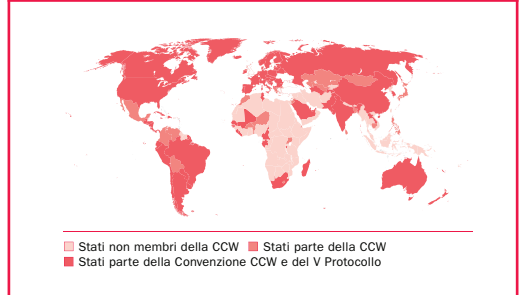 Stati non membri della CCW Stati parte della CCW
Stati parte della Convenzione CCW e del V Protocollo